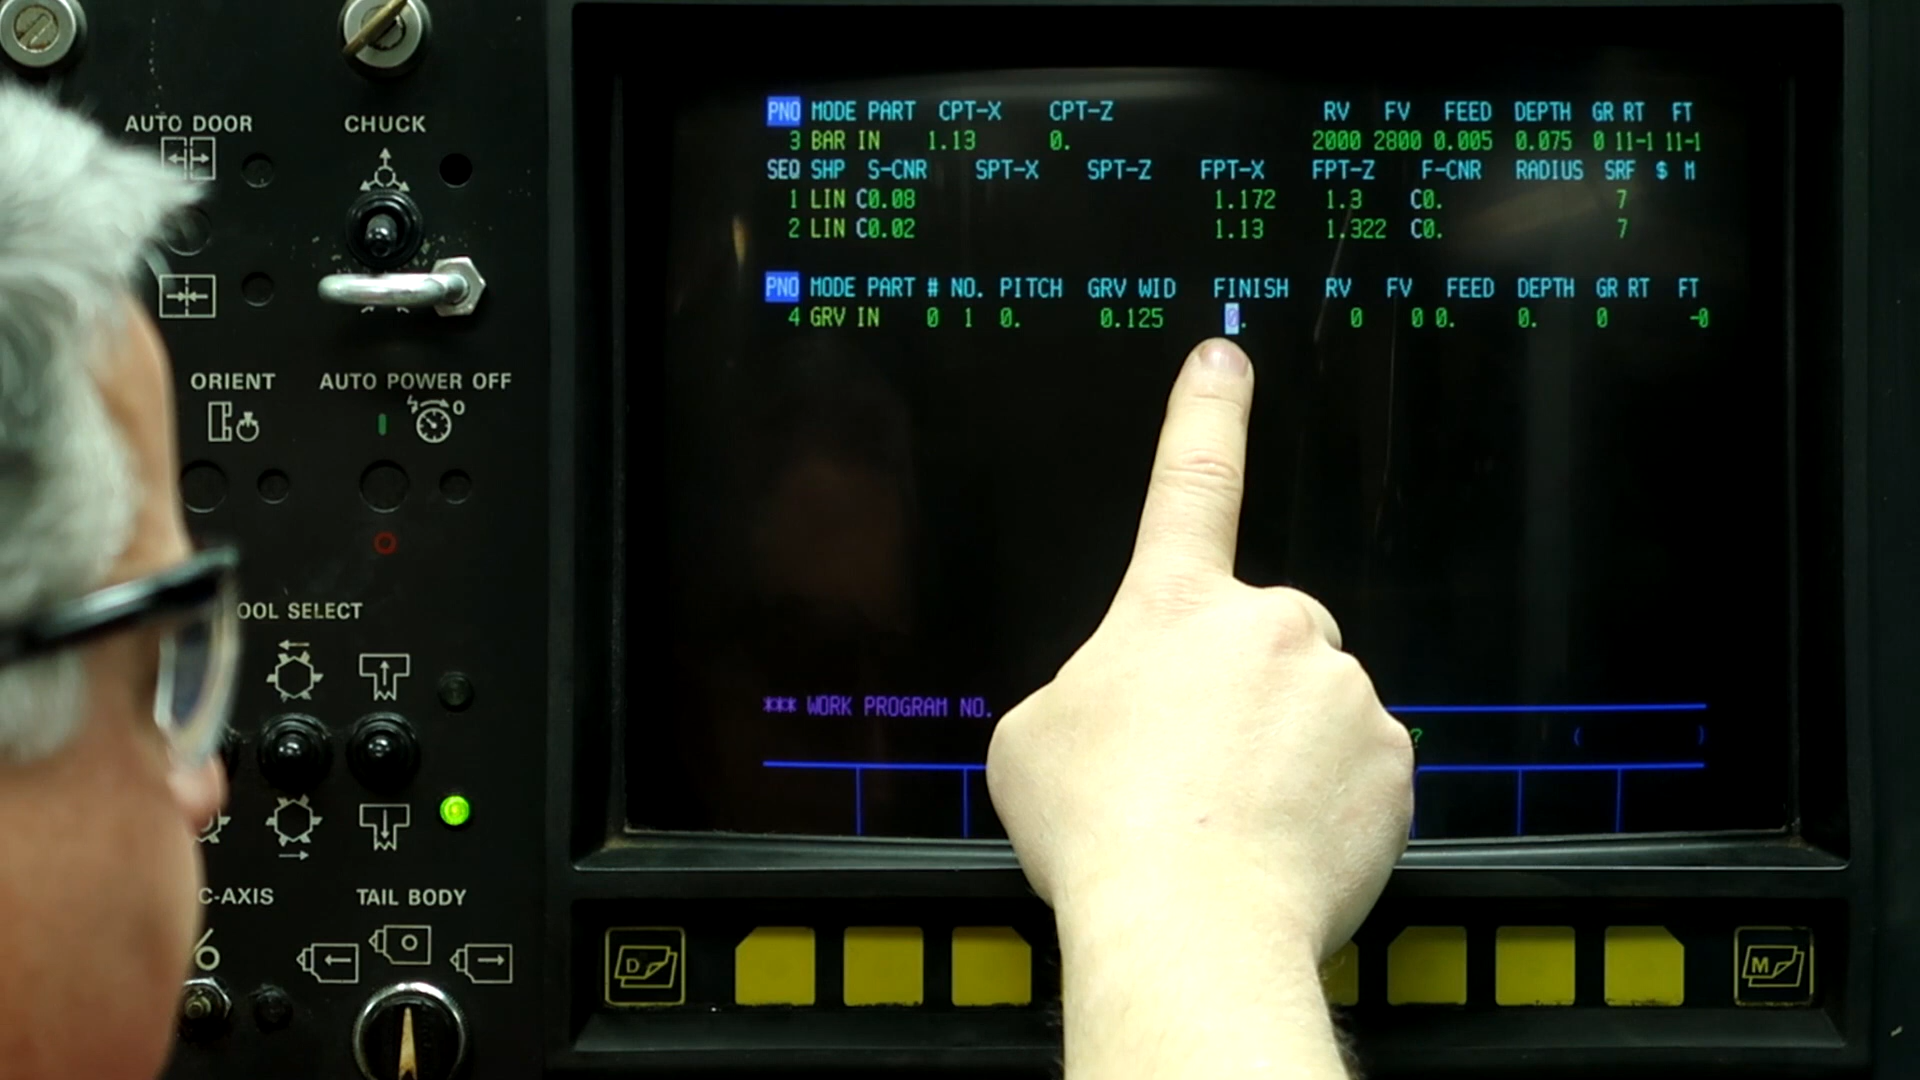 AUTO DOOR
CHUCK
ORIENT
AUTO POWER OFF
O
OOL SELECT
C-AXIS
TAIL BODY
PNO MODE PART CPT-X CPT-Z RV FV FEED DEPTH GR RT FT
3 BAR IN 1.13 0. 2000 2800 0.005 0.075 0 11-1 11-1
SEQ SHP S-CNR SPT-X SPT-Z FPT-X FPT-Z F-CNR RADIUS SRF $ M
1 LIN C0.08 1.172 1.3 C0. 7
2 LIN C0.02 1.13 1.322 C0. 7
PNO MODE PART # NO. PITCH GRV WID FINISH RV FV FEED DEPTH GR RT FT
4 GRV IN 0 1 0. 0.125 0. 0 0 0. 0. 0 -0
*** WORK PROGRAM NO.
? ( )
D
M